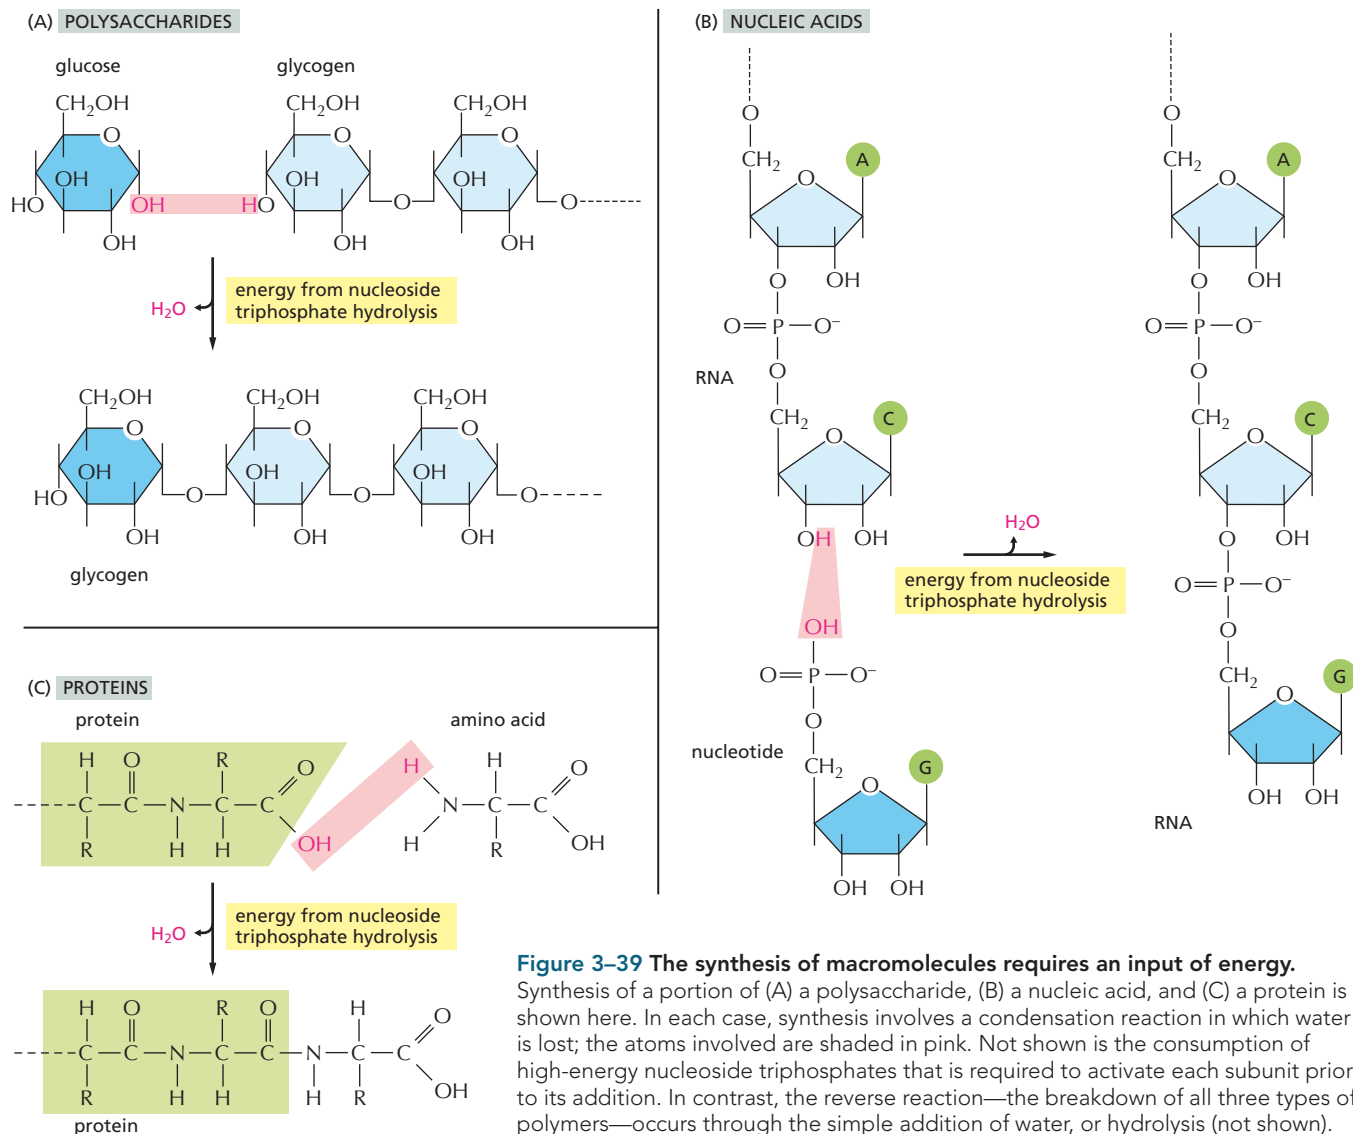 (A) POLYSACCHARIDES
glucose
glycogen
CH₂OH CH₂OH CH₂OH
O O O
OH OH OH
HO OH HO O O
OH OH OH
H₂O
energy from nucleoside
triphosphate hydrolysis
CH₂OH CH₂OH CH₂OH
O O O
OH OH OH
HO O O O
OH OH OH
glycogen
(B) NUCLEIC ACIDS
O
CH₂ A
O
O OH
O=P—O⁻
O
RNA
CH₂ C
O
OH OH
OH
O=P—O⁻
O
nucleotide
CH₂ G
O
OH OH
H₂O
energy from nucleoside
triphosphate hydrolysis
O
CH₂ A
O
O OH
O=P—O⁻
O
CH₂ C
O
O OH
O=P—O⁻
O
CH₂ G
O
OH OH
RNA
(C) PROTEINS
protein
amino acid
H O R O H H O
C C N C C N C C
R H H OH H R OH
H₂O
energy from nucleoside
triphosphate hydrolysis
H O R O H O
C C N C C N C C
R H H H R OH
protein
Figure 3–39 The synthesis of macromolecules requires an input of energy.
Synthesis of a portion of (A) a polysaccharide, (B) a nucleic acid, and (C) a protein is
shown here. In each case, synthesis involves a condensation reaction in which water
is lost; the atoms involved are shaded in pink. Not shown is the consumption of
high-energy nucleoside triphosphates that is required to activate each subunit prior
to its addition. In contrast, the reverse reaction—the breakdown of all three types of
polymers—occurs through the simple addition of water, or hydrolysis (not shown).